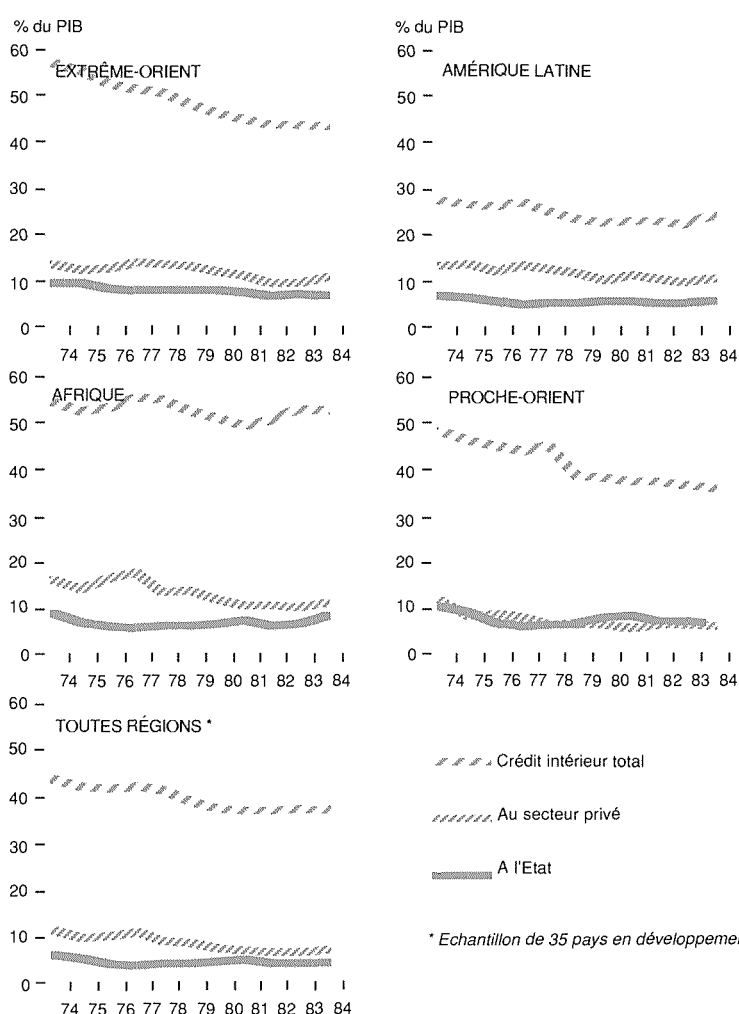 % du PIB
60
EXTRÊME-ORIENT
50
40
30
20
10
0
74 75 76 77 78 79 80 81 82 83 84
% du PIB
60
AMÉRIQUE LATINE
50
40
30
20
10
0
74 75 76 77 78 79 80 81 82 83 84
60
AFRIQUE
50
40
30
20
10
0
74 75 76 77 78 79 80 81 82 83 84
60
PROCHE-ORIENT
50
40
30
20
10
0
74 75 76 77 78 79 80 81 82 83 84
60
TOUTES RÉGIONS *
50
40
30
20
10
0
74 75 76 77 78 79 80 81 82 83 84
Crédit intérieur total
Au secteur privé
A l'Etat
* Echantillon de 35 pays en développeme